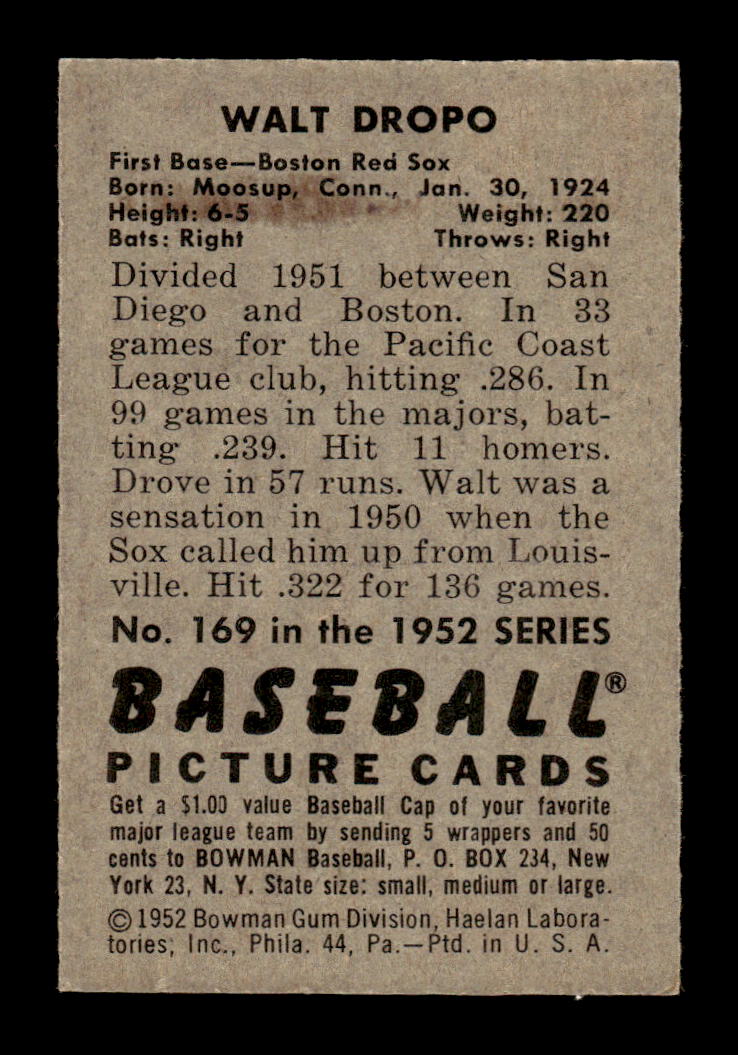 WALT DROPO
First Base—Boston Red Sox
Born: Moosup, Conn., Jan. 30, 1924
Height: 6-5 Weight: 220
Bats: Right Throws: Right
Divided 1951 between San
Diego and Boston. In 33
games for the Pacific Coast
League club, hitting .286. In
99 games in the majors, bat-
ting .239. Hit 11 homers.
Drove in 57 runs. Walt was a
sensation in 1950 when the
Sox called him up from Louis-
ville. Hit .322 for 136 games.
No. 169 in the 1952 SERIES
BASEBALL®
PICTURE CARDS
Get a $1.00 value Baseball Cap of your favorite
major league team by sending 5 wrappers and 50
cents to BOWMAN Baseball, P. O. BOX 234, New
York 23, N. Y. State size: small, medium or large.
©1952 Bowman Gum Division, Haelan Labora-
tories, Inc., Phila. 44, Pa.—Ptd. in U. S. A.